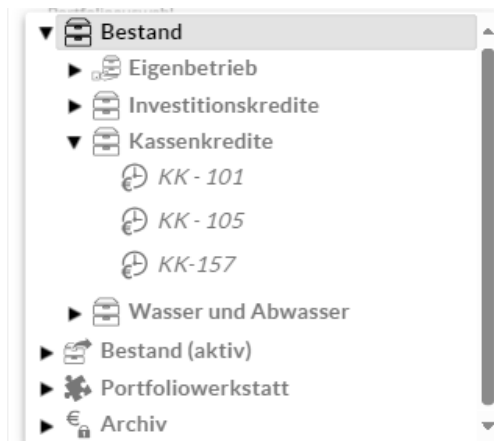 Bestand
Eigenbetrieb
Investitionskredite
Kassenkredite
KK - 101
KK - 105
KK-157
Wasser und Abwasser
Bestand (aktiv)
Portfoliowerkstatt
Archiv